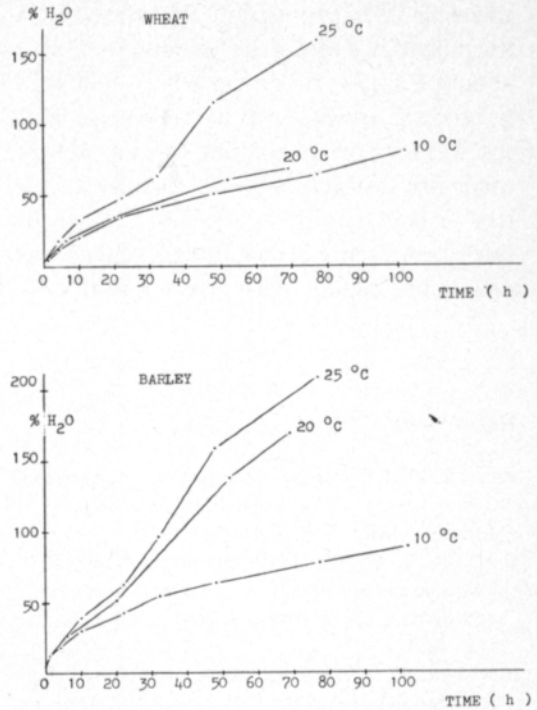 % H2O WHEAT 25 °C
150
100
20 °C 10 °C
50
0 10 20 30 40 50 60 70 80 90 100
TIME ( h )
200 BARLEY 25 °C
% H2O
20 °C
150
100 10 °C
50
0 10 20 30 40 50 60 70 80 90 100
TIME ( h )